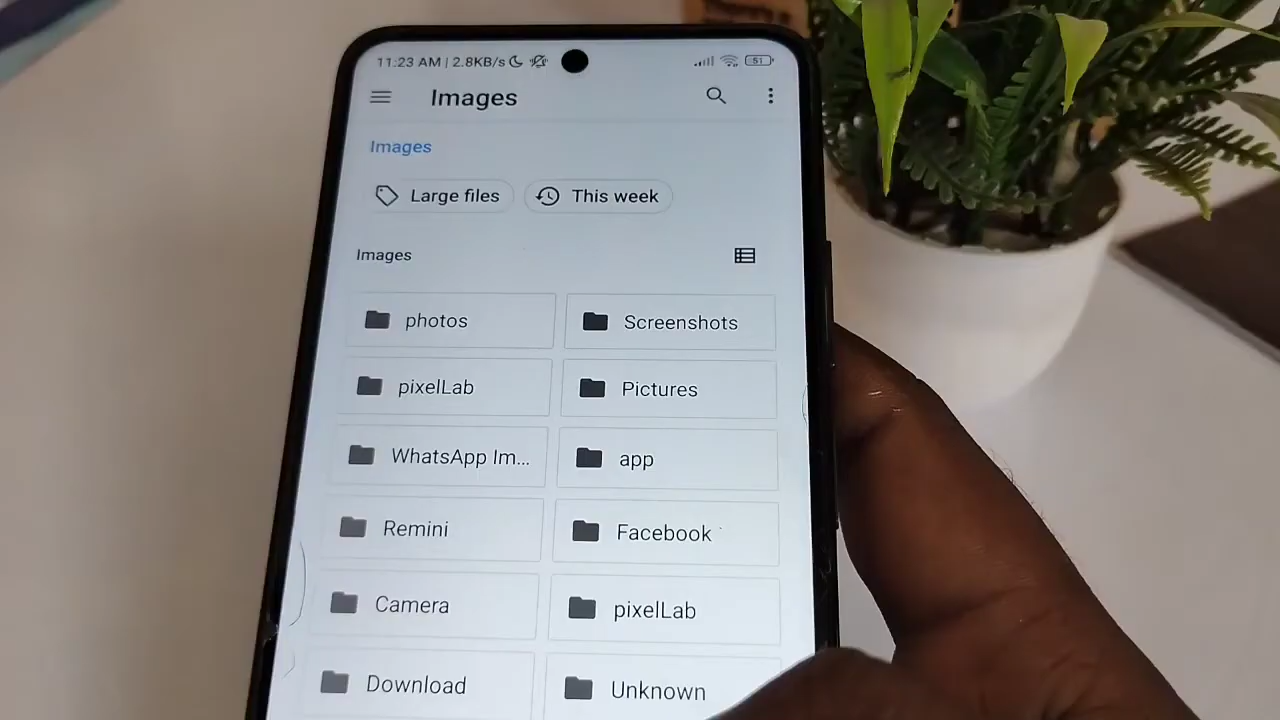 11:23 AM | 2.8KB/s 51
Images
Images
Large files This week
Images
photos Screenshots
pixelLab Pictures
WhatsApp Im... app
Remini Facebook
Camera pixelLab
Download Unknown